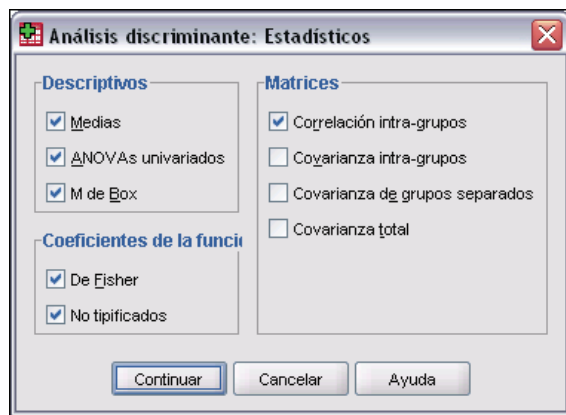 Análisis discriminante: Estadísticos
Descriptivos
Medias
ANOVAs univariados
M de Box
Coeficientes de la funci
De Fisher
No tipificados
Matrices
Correlación intra-grupos
Covarianza intra-grupos
Covarianza de grupos separados
Covarianza total
Continuar
Cancelar
Ayuda